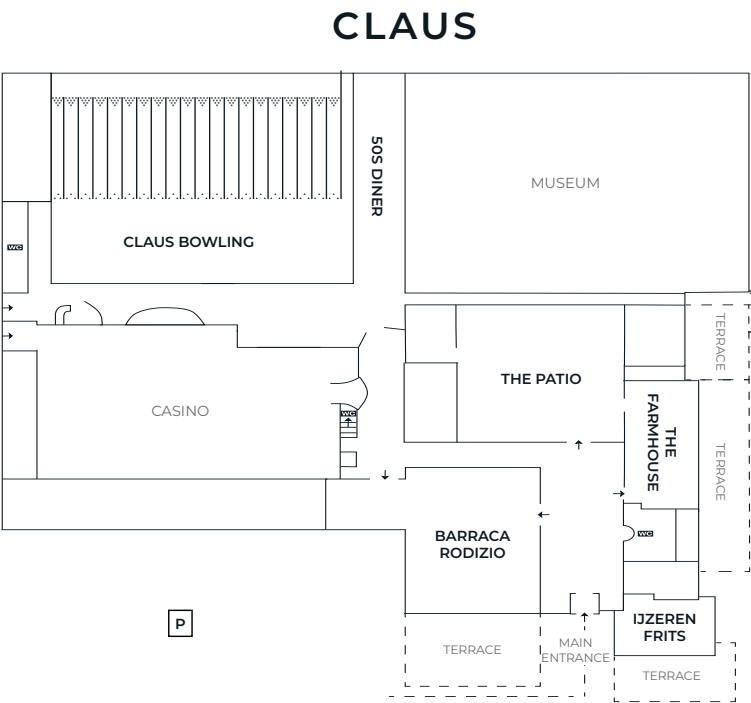 CLAUS
50S DINER
MUSEUM
CLAUS BOWLING
WC
TERRACE
THE PATIO
CASINO
WC
THE
FARMHOUSE
TERRACE
BARRACA
RODIZIO
WC
P
IJZEREN
FRITS
TERRACE
MAIN
ENTRANCE
TERRACE